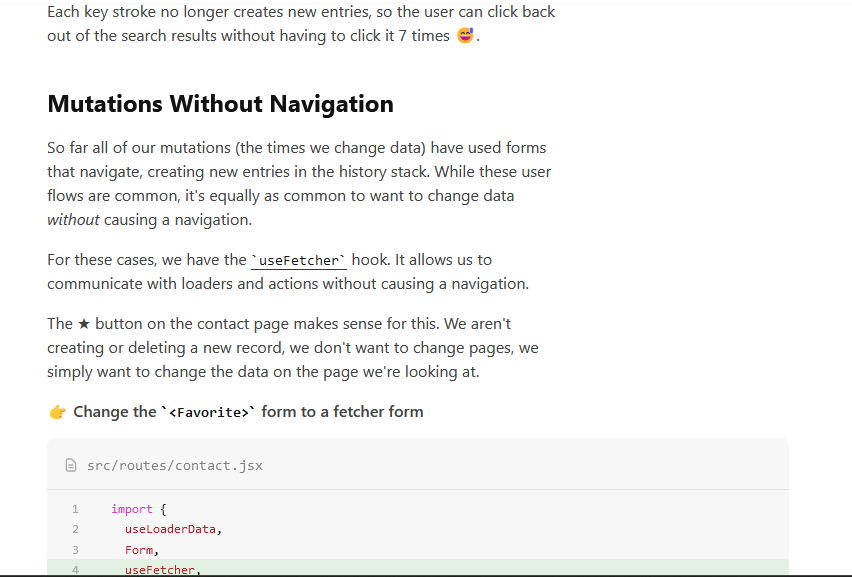 Each key stroke no longer creates new entries, so the user can click back
out of the search results without having to click it 7 times 😅.
Mutations Without Navigation
So far all of our mutations (the times we change data) have used forms
that navigate, creating new entries in the history stack. While these user
flows are common, it's equally as common to want to change data
without causing a navigation.
For these cases, we have the `useFetcher` hook. It allows us to
communicate with loaders and actions without causing a navigation.
The ★ button on the contact page makes sense for this. We aren't
creating or deleting a new record, we don't want to change pages, we
simply want to change the data on the page we're looking at.
👉 Change the `<Favorite>` form to a fetcher form
src/routes/contact.jsx
1 import {
2 useLoaderData,
3 Form,
4 useFetcher,